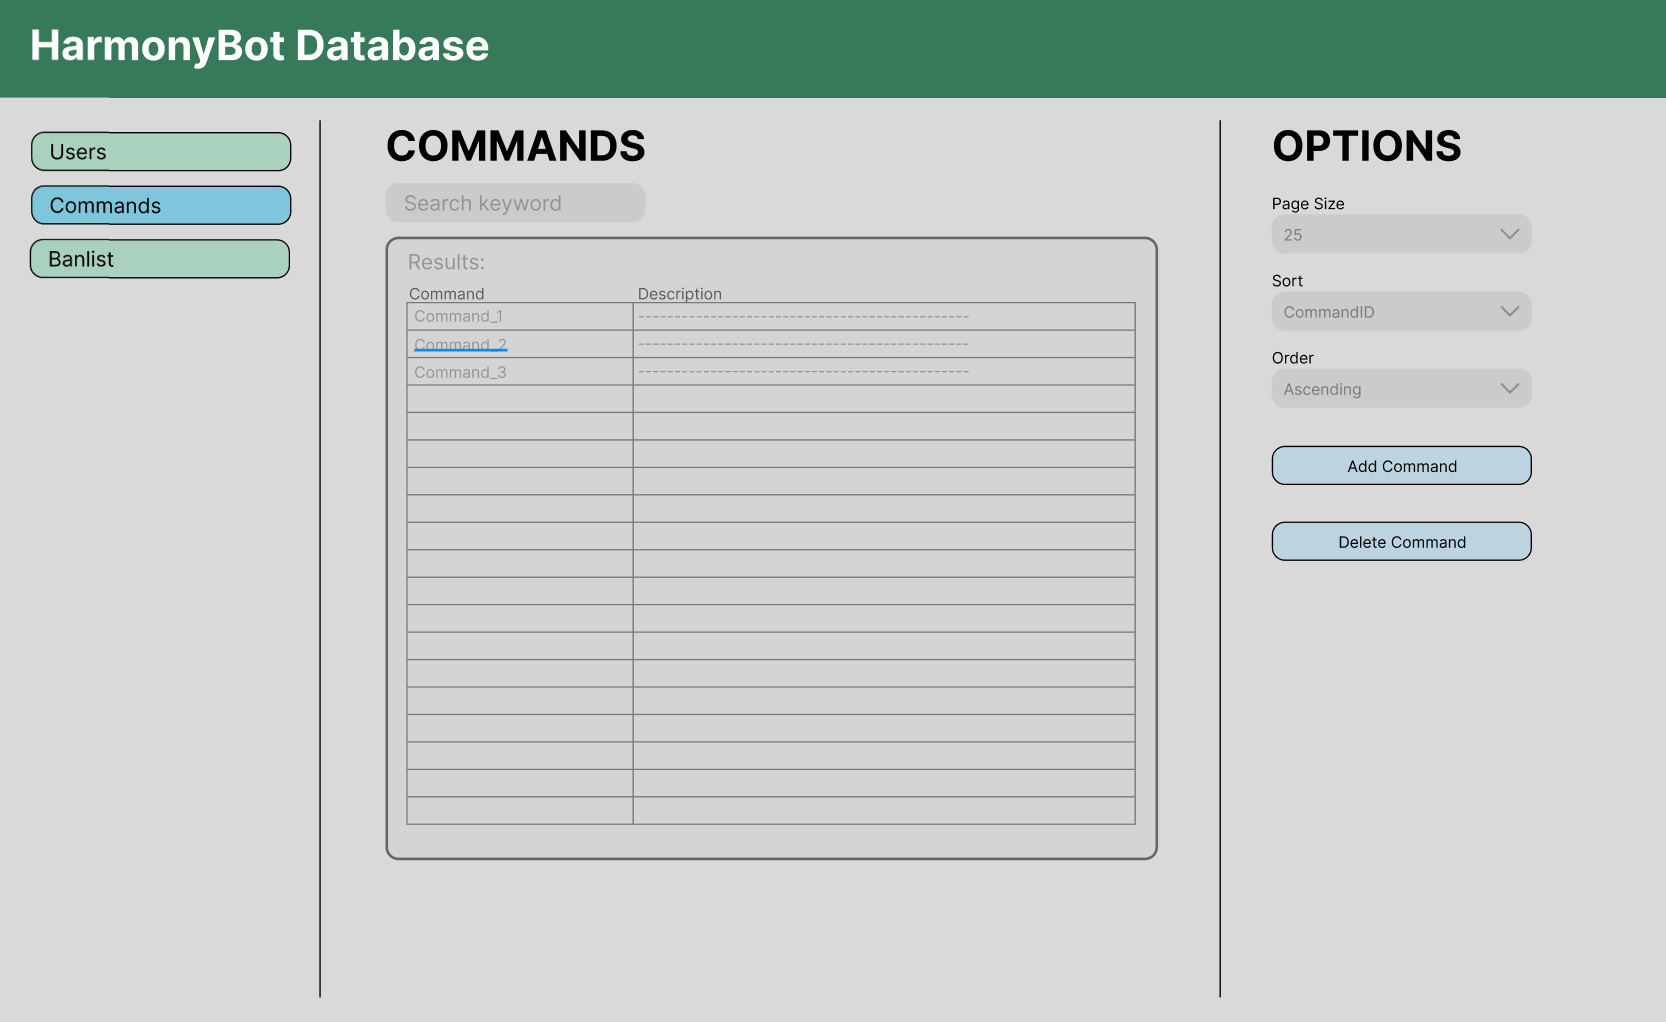 HarmonyBot Database
Users
Commands
Banlist
COMMANDS
Search keyword
Results:
Command Description
Command_1 ----------------------------------------------
Command_2 ----------------------------------------------
Command_3 ----------------------------------------------
OPTIONS
Page Size
25
Sort
CommandID
Order
Ascending
Add Command
Delete Command